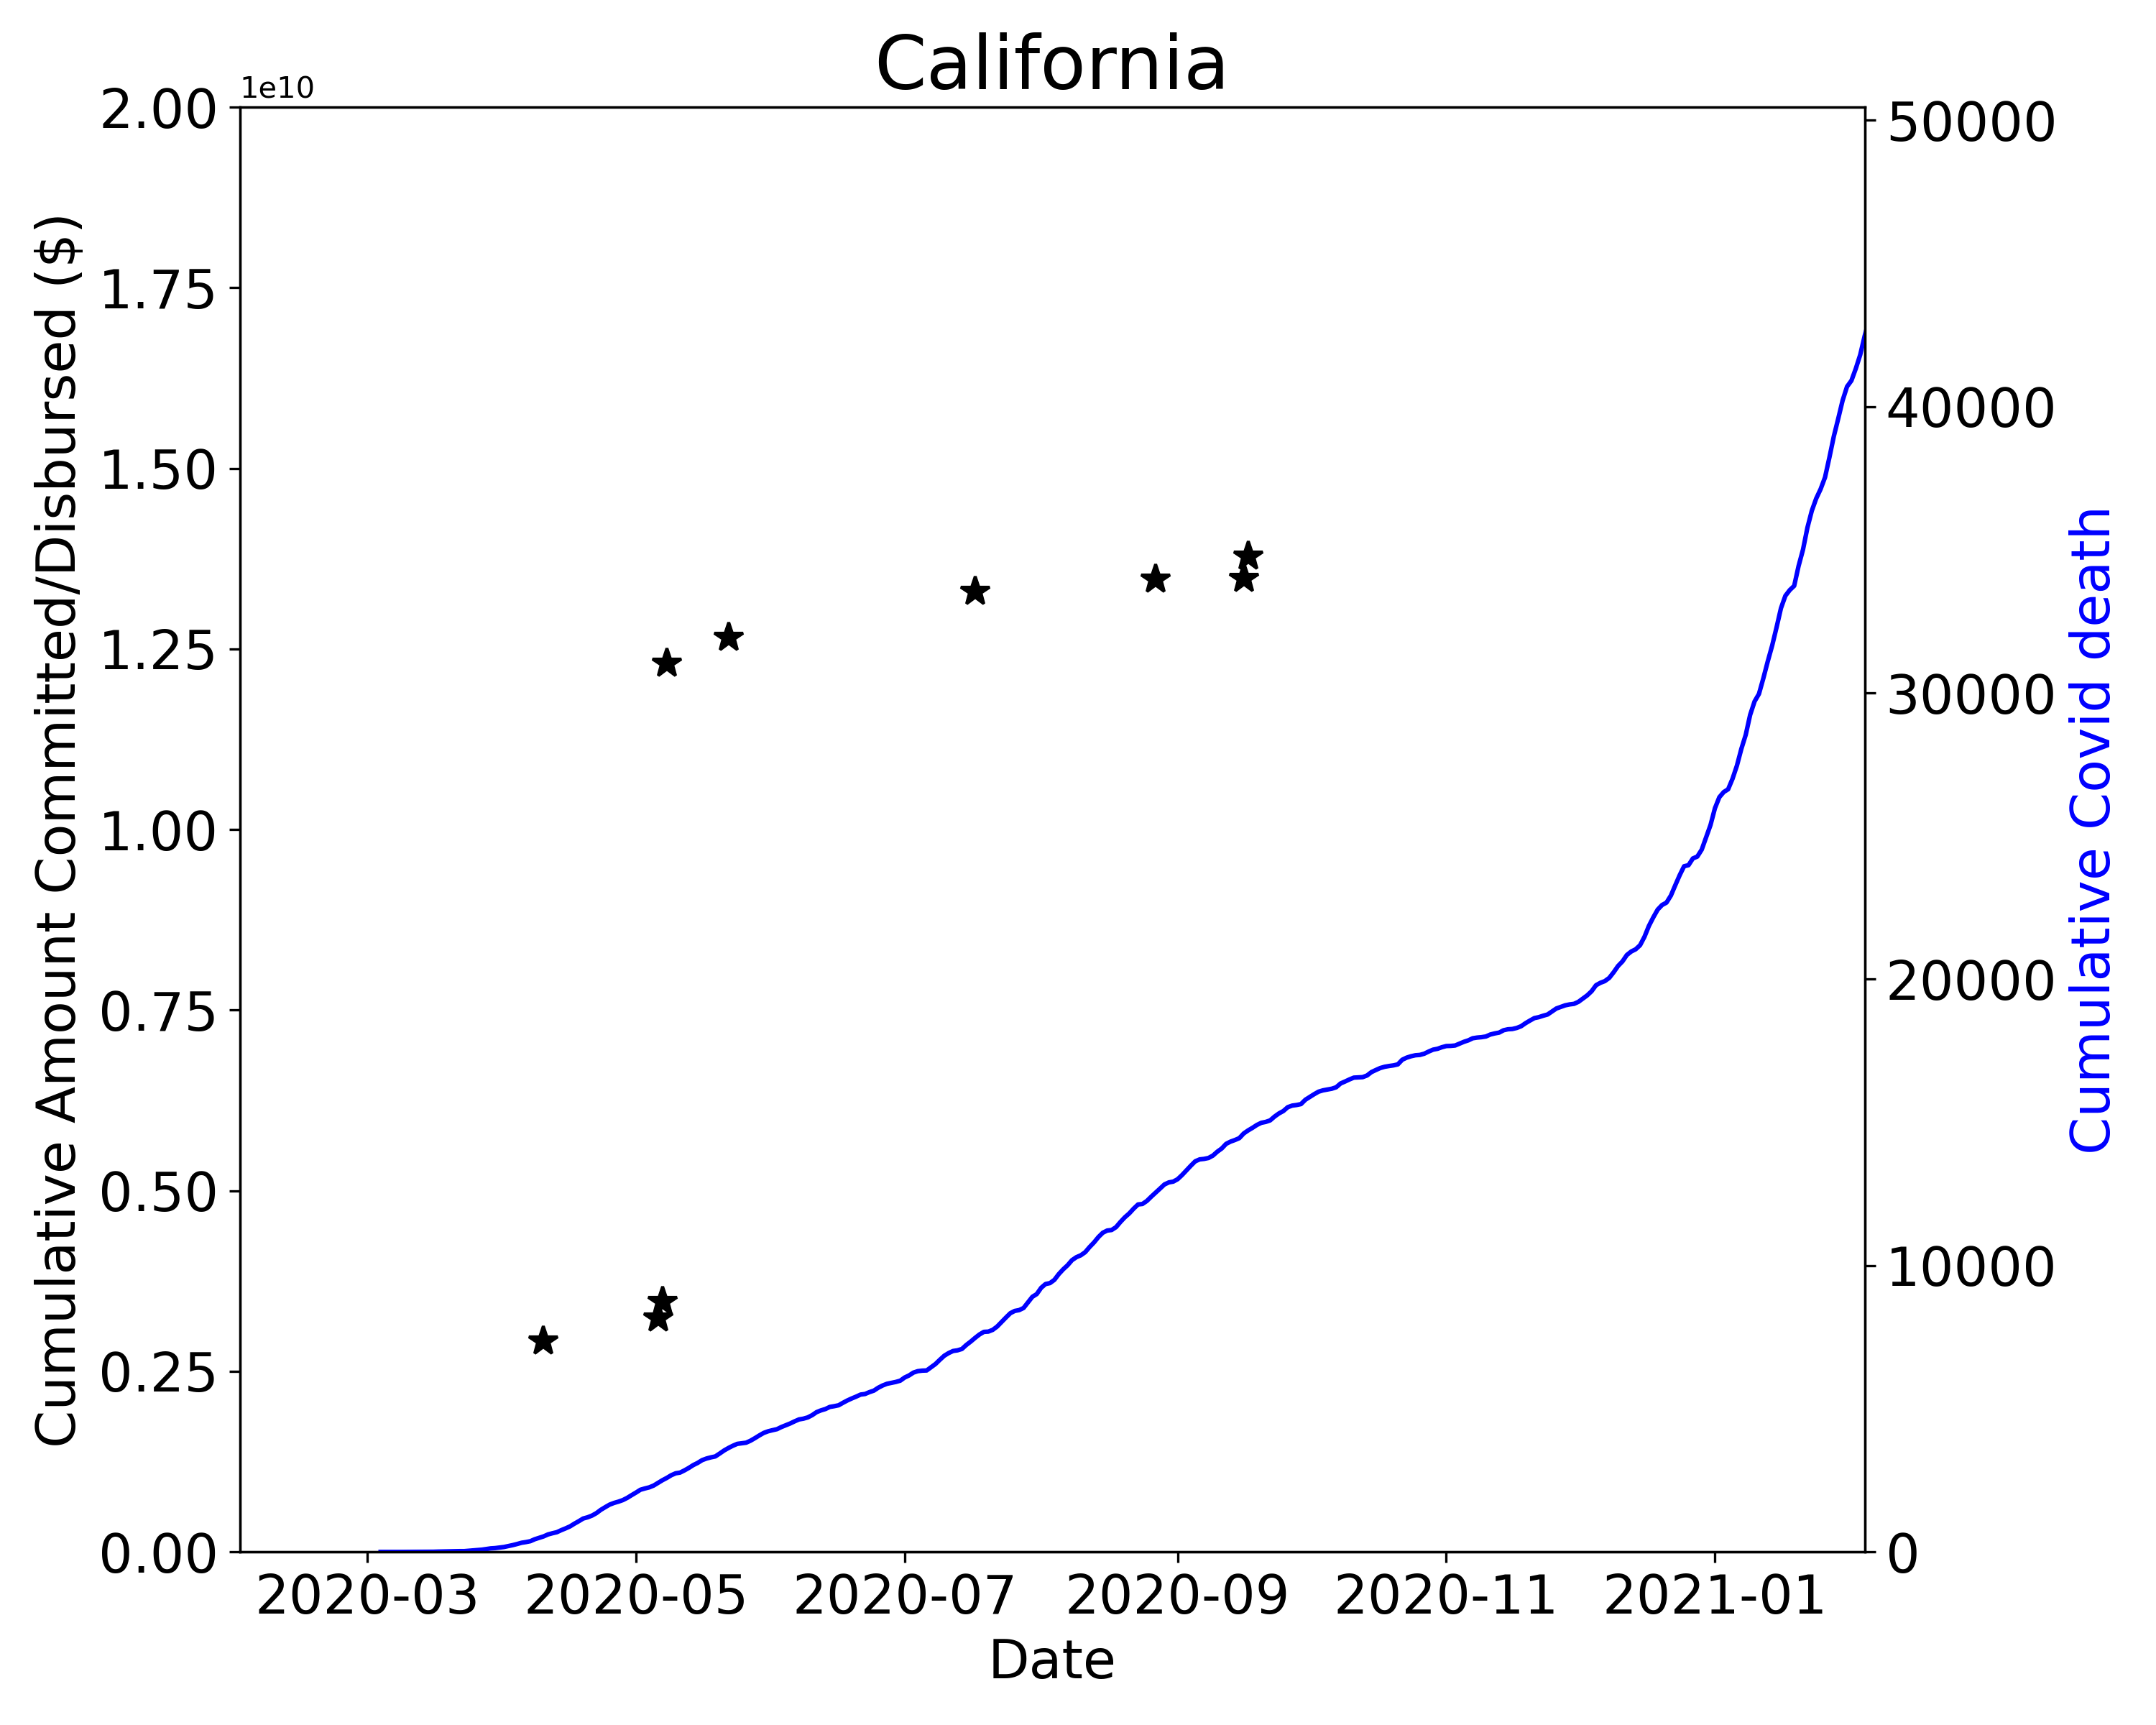 California
1e10
2.00
1.75
1.50
1.25
1.00
0.75
0.50
0.25
0.00
Cumulative Amount Committed/Disbursed ($)
50000
40000
30000
20000
10000
0
Cumulative Covid death
2020-03 2020-05 2020-07 2020-09 2020-11 2021-01
Date